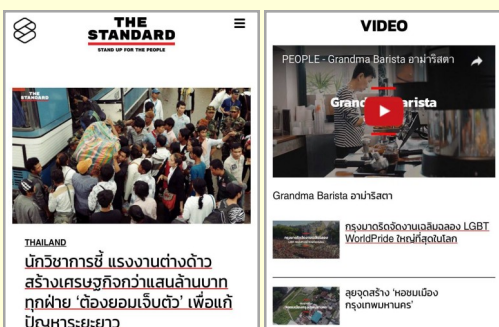 THE
STANDARD
STAND UP FOR THE PEOPLE
THE
STANDARD
THAILAND
นักวิชาการชี้ แรงงานต่างด้าว
สร้างเศรษฐกิจกว่าแสนล้านบาท
ทุกฝ่าย ‘ต้องยอมเจ็บตัว’ เพื่อแก้
ปัญหาระยะยาว
VIDEO
PEOPLE - Grandma Barista อาม่าริสตา
Grandma Barista อาม่าริสตา
กรุงมาดริดจัดงานเฉลิมฉลอง LGBT
WorldPride ใหญ่ที่สุดในโลก
ลุยจุดสร้าง ‘หอชมเมือง
กรุงเทพมหานคร’